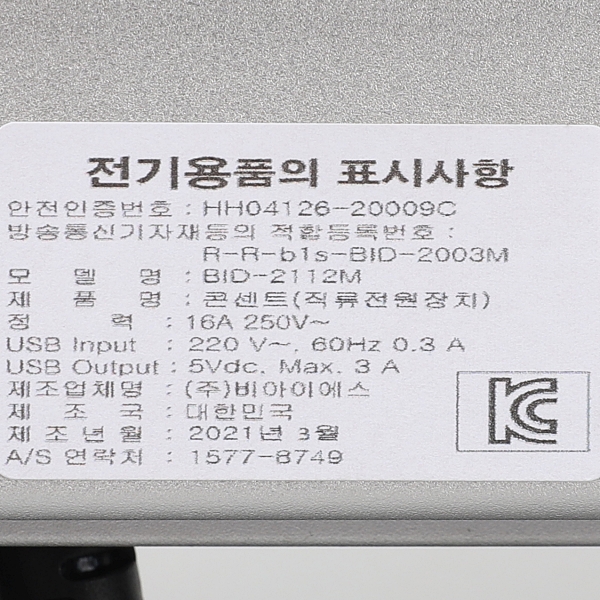 전기용품의 표시사항
안전인증번호 : HH04126-20009C
방송통신기자재등의 적합등록번호 :
R-R-b1s-BID-2003M
모 델 명 : BID-2112M
제 품 명 : 콘센트(직류전원장치)
정 력 : 16A 250V~
USB Input : 220 V~, 60Hz 0.3 A
USB Output : 5Vdc. Max. 3 A
제조업체명 : (주)비아이에스
제 조 국 : 대한민국
제 조 년 월 : 2021년 3월
A/S 연락처 : 1577-8749
KC